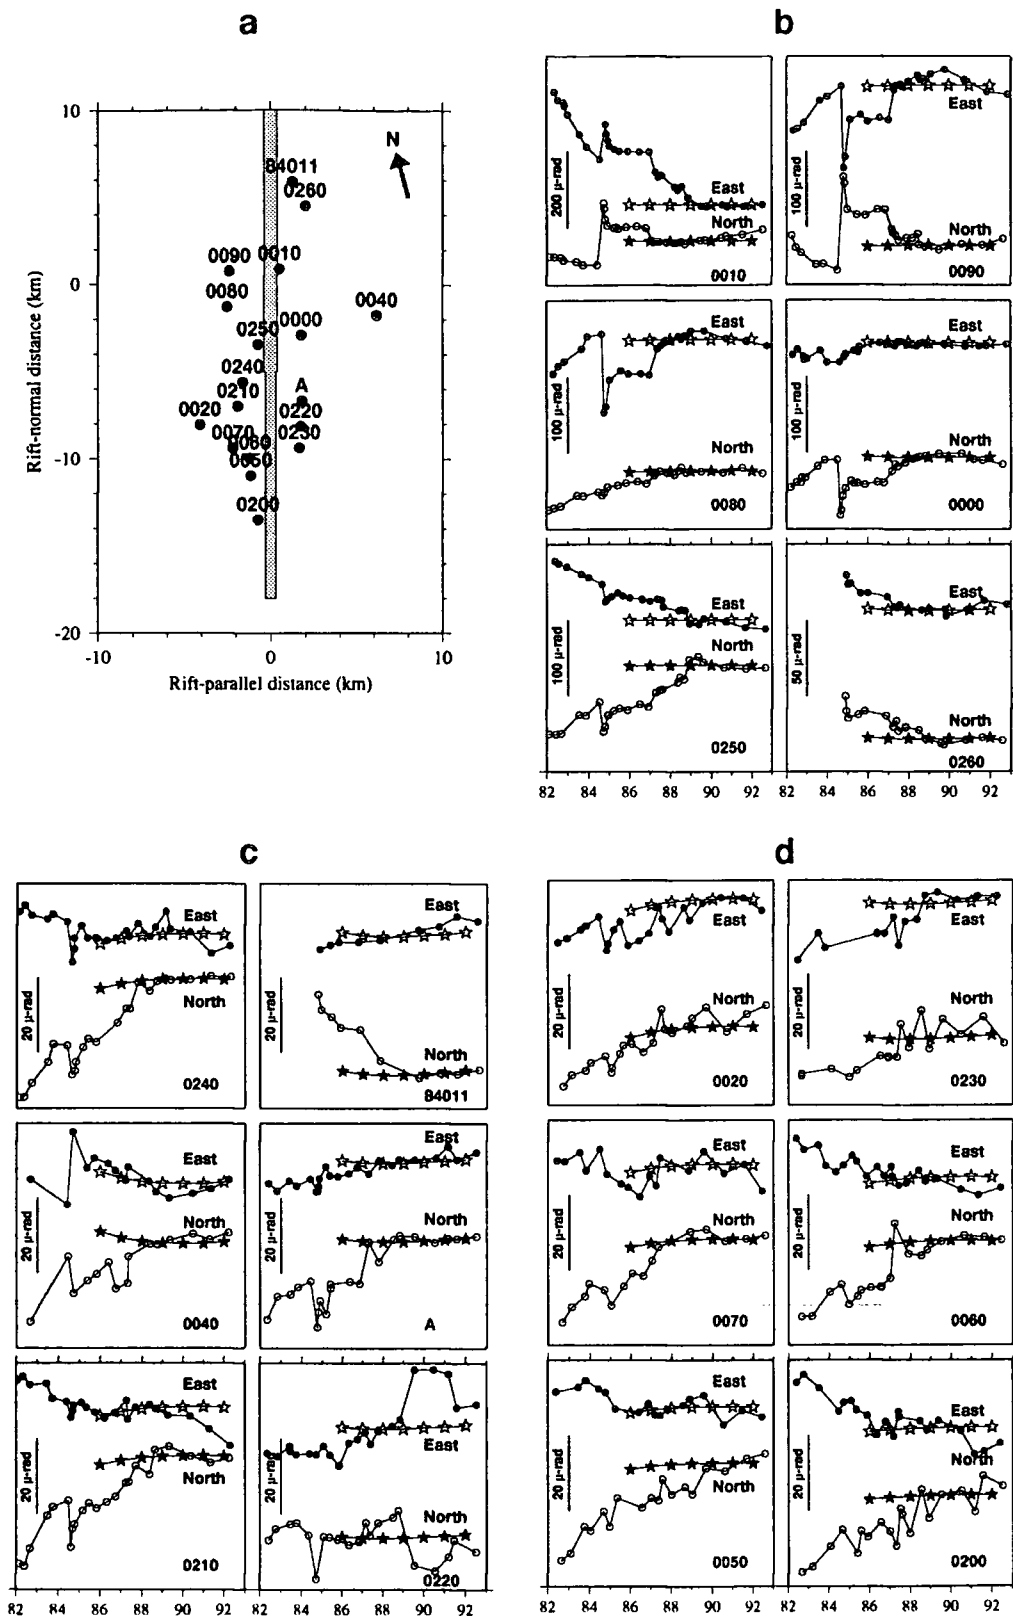 a
10
0
-10
-20
-10 0 10
Rift-normal distance (km)
Rift-parallel distance (km)
N
84011
0260
0090 0010
0080
0040
0250 0000
0240
0210 A
0020 0220
0070 0230
0060
0050
0200
b
200 μ-rad
East
North
0010
100 μ-rad
East
North
0090
100 μ-rad
East
North
0080
100 μ-rad
East
North
0000
100 μ-rad
East
North
0250
50 μ-rad
East
North
0260
82 84 86 88 90 92
82 84 86 88 90 92
c
20 μ-rad
East
North
0240
20 μ-rad
East
North
84011
20 μ-rad
East
North
0040
20 μ-rad
East
North
A
20 μ-rad
East
North
0210
20 μ-rad
East
North
0220
82 84 86 88 90 92
82 84 86 88 90 92
d
20 μ-rad
East
North
0020
20 μ-rad
East
North
0230
20 μ-rad
East
North
0070
20 μ-rad
East
North
0060
20 μ-rad
East
North
0050
20 μ-rad
East
North
0200
82 84 86 88 90 92
82 84 86 88 90 92